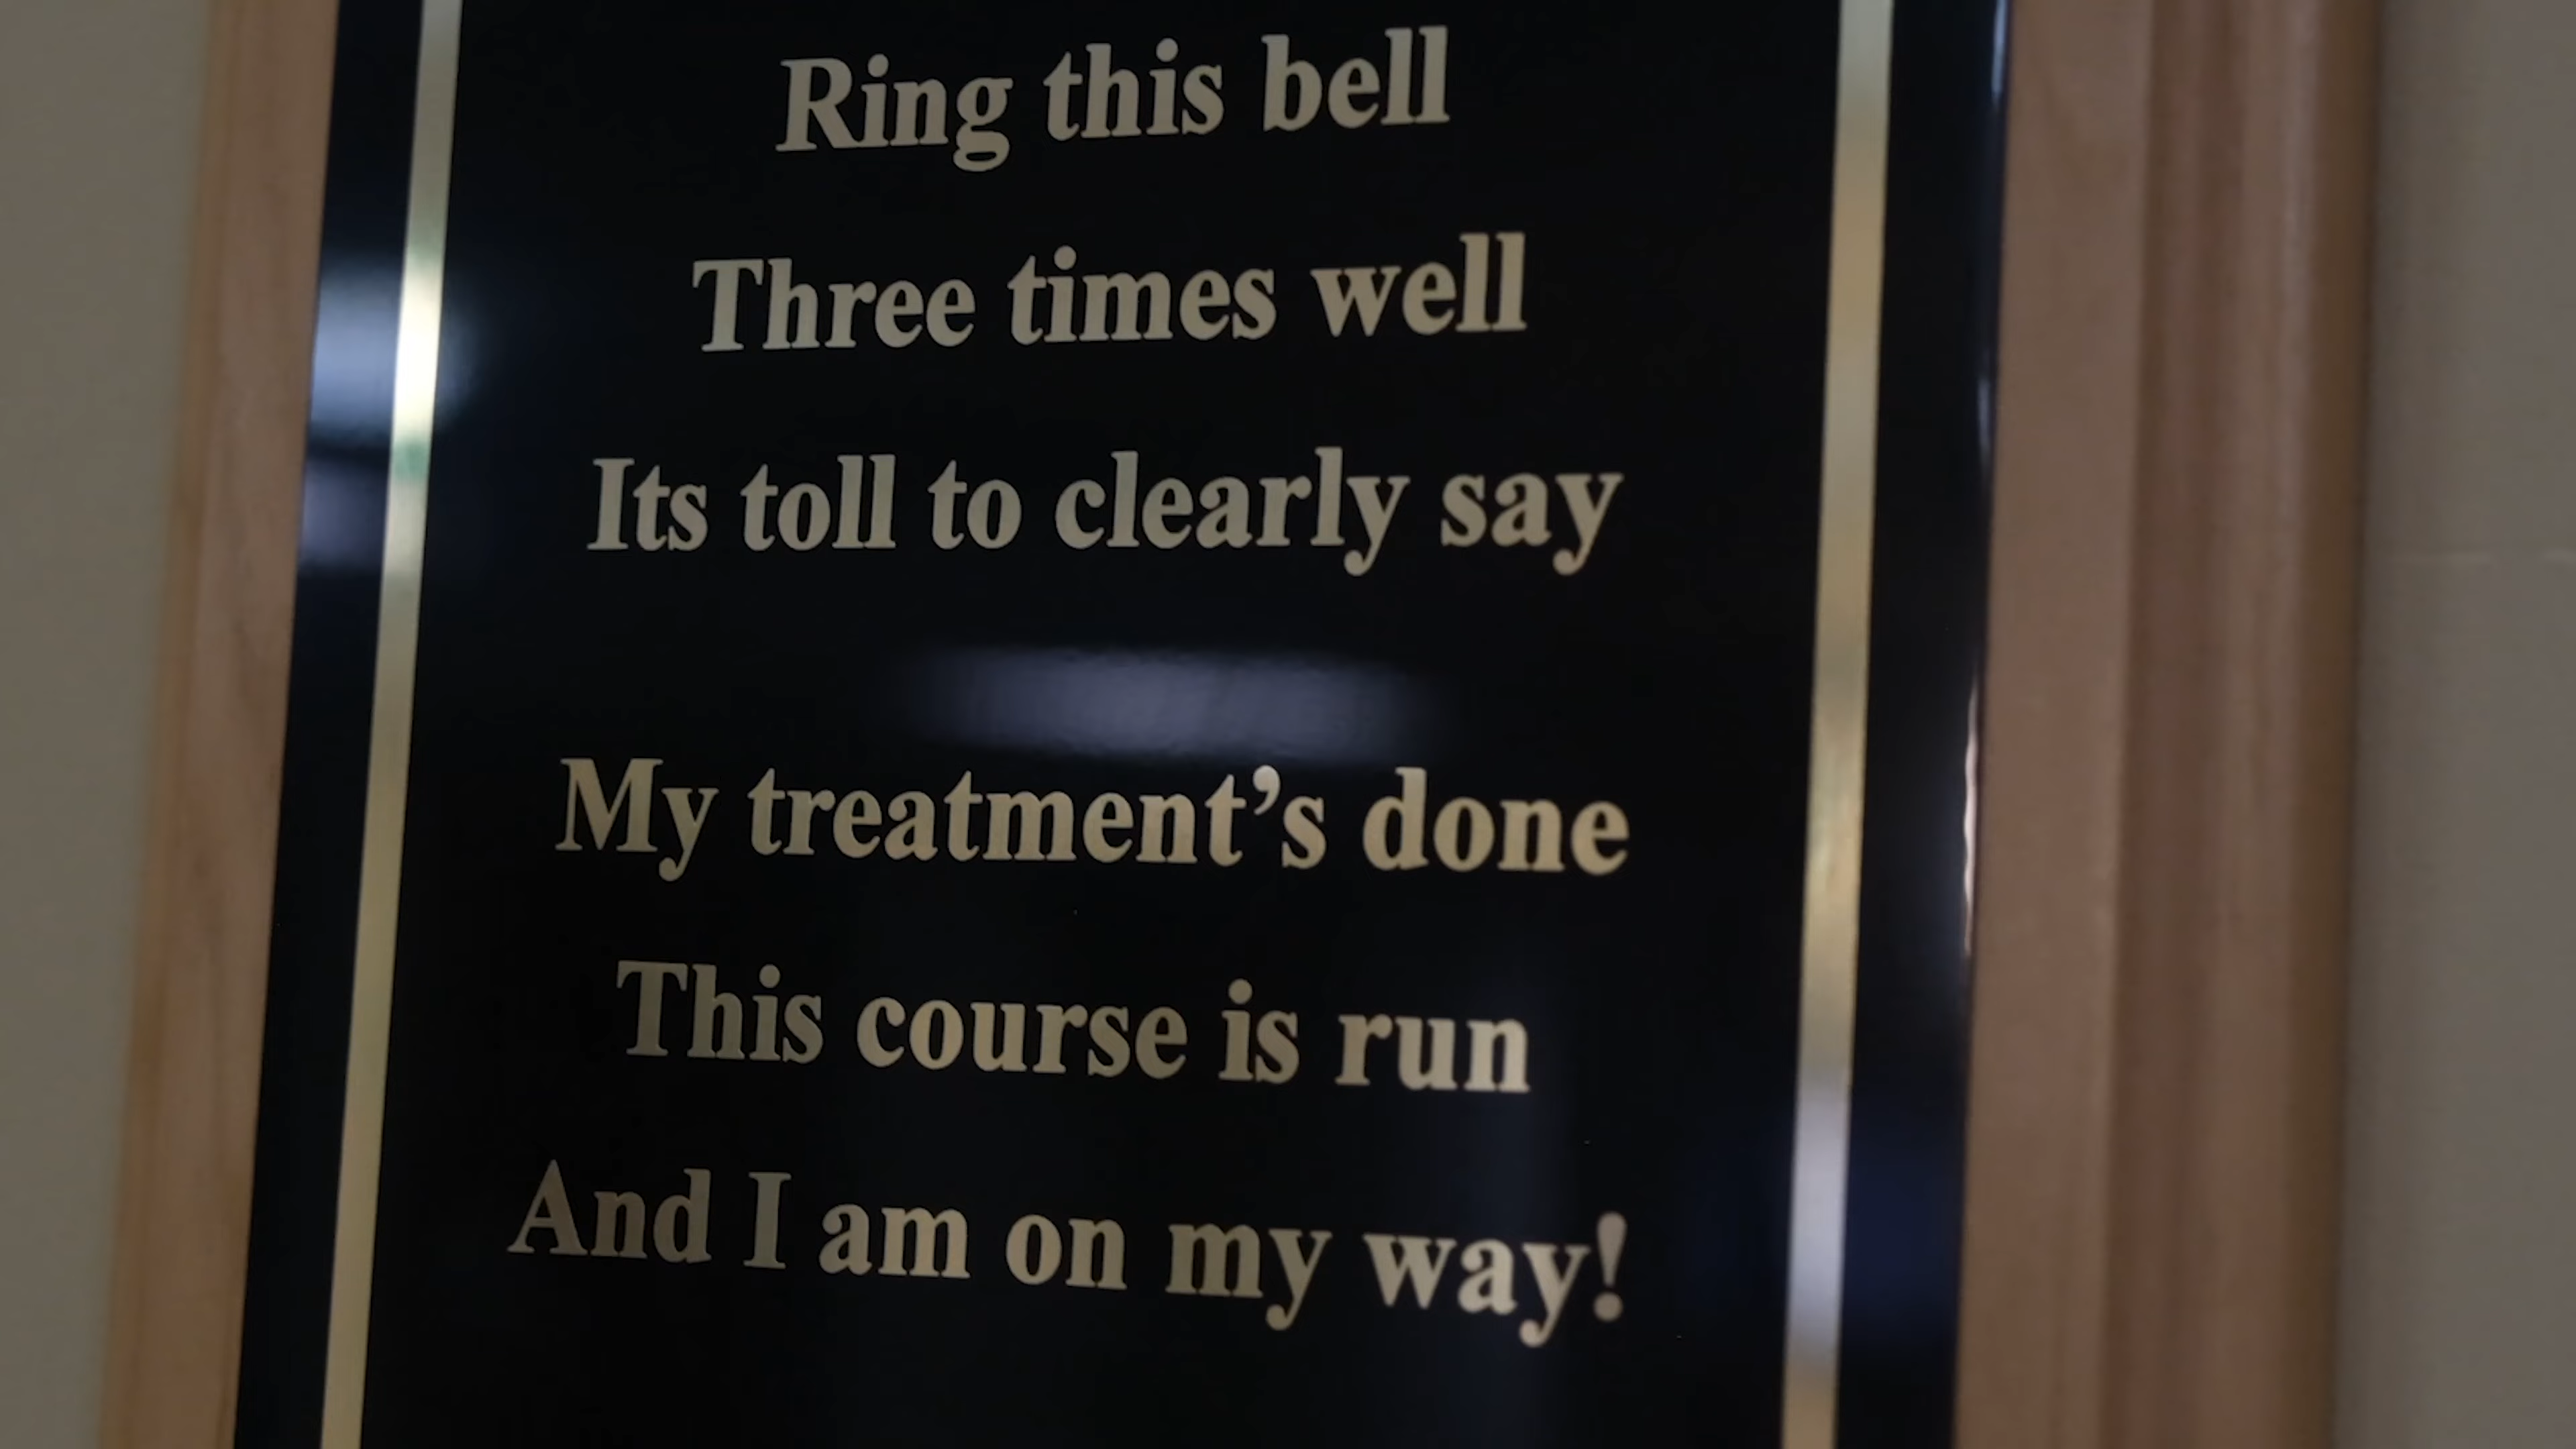 Ring this bell
Three times well
Its toll to clearly say
My treatment’s done
This course is run
And I am on my way!